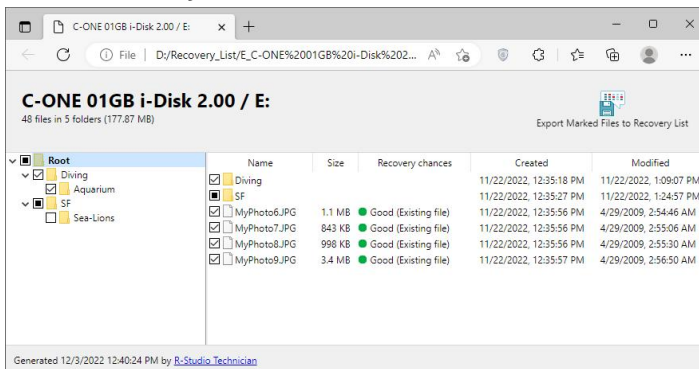 C-ONE 01GB i-Disk 2.00 / E:
File | D:/Recovery_List/E_C-ONE%2001GB%20i-Disk%202...
C-ONE 01GB i-Disk 2.00 / E:
48 files in 5 folders (177.87 MB)
Export Marked Files to Recovery List
Root
Diving
Aquarium
SF
Sea-Lions
Name Size Recovery chances Created Modified
Diving 11/22/2022, 12:35:18 PM 11/22/2022, 1:09:07 PM
SF 11/22/2022, 12:35:27 PM 11/22/2022, 1:24:57 PM
MyPhoto6.JPG 1.1 MB Good (Existing file) 11/22/2022, 12:35:56 PM 4/29/2009, 2:54:46 AM
MyPhoto7.JPG 843 KB Good (Existing file) 11/22/2022, 12:35:56 PM 4/29/2009, 2:55:06 AM
MyPhoto8.JPG 998 KB Good (Existing file) 11/22/2022, 12:35:56 PM 4/29/2009, 2:55:30 AM
MyPhoto9.JPG 3.4 MB Good (Existing file) 11/22/2022, 12:35:57 PM 4/29/2009, 2:56:50 AM
Generated 12/3/2022 12:40:24 PM by R-Studio Technician